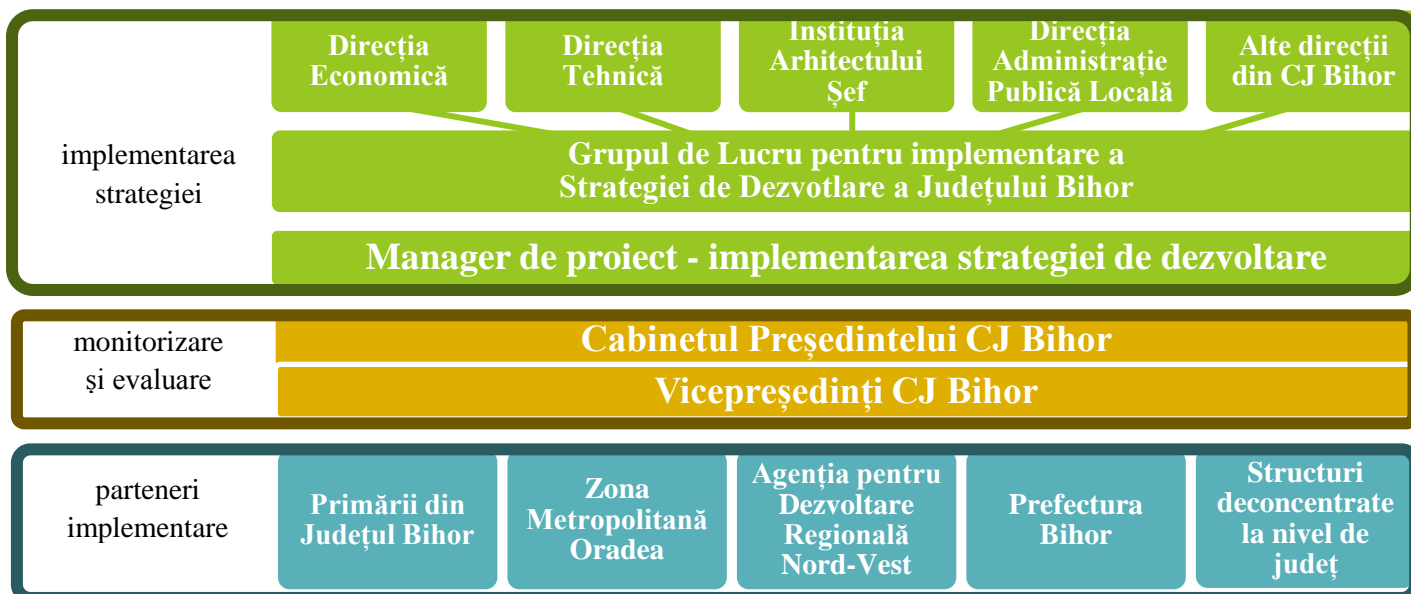 implementarea
strategiei
Direcția
Economică
Direcția
Tehnică
Instituția
Arhitectului
Șef
Direcția
Administrație
Publică Locală
Alte direcții
din CJ Bihor
Grupul de Lucru pentru implementare a
Strategiei de Dezvotlare a Județului Bihor
Manager de proiect - implementarea strategiei de dezvoltare
monitorizare
și evaluare
Cabinetul Președintelui CJ Bihor
Vicepreședinți CJ Bihor
parteneri
implementare
Primării din
Județul Bihor
Zona
Metropolitană
Oradea
Agenția pentru
Dezvoltare
Regională
Nord-Vest
Prefectura
Bihor
Structuri
deconcentrate
la nivel de
județ